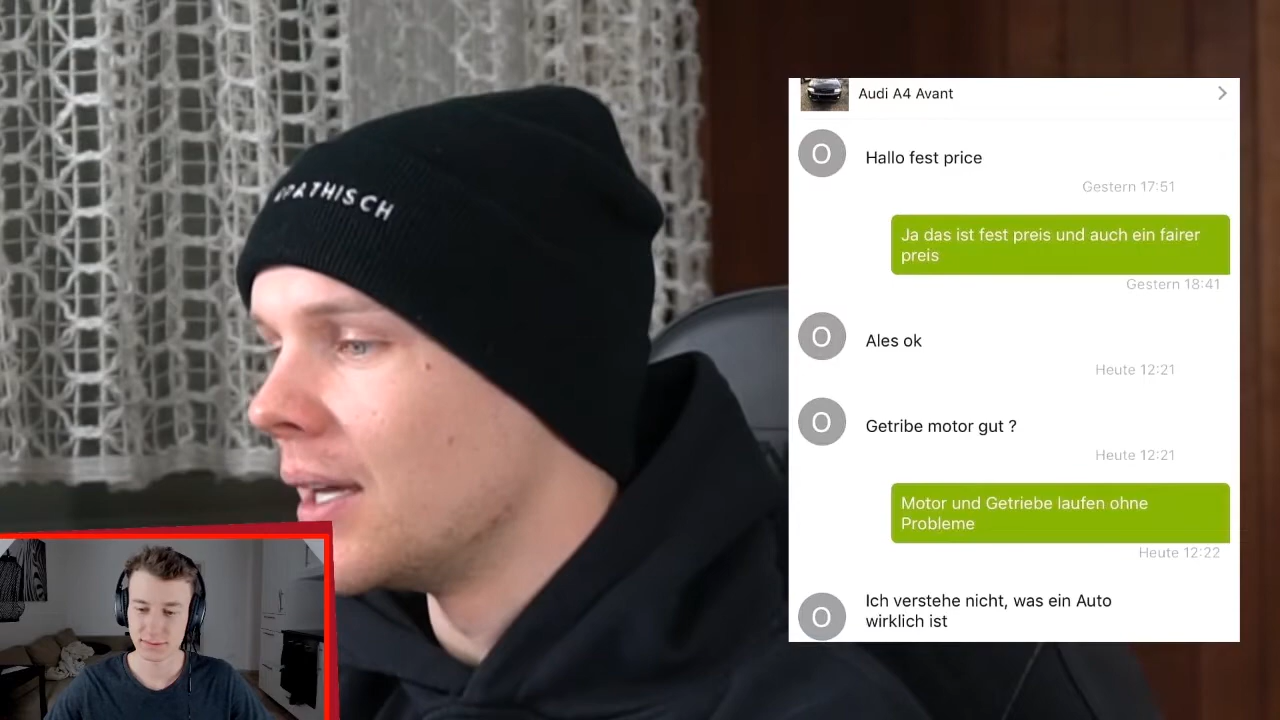 APATHISCH
Audi A4 Avant
O
Hallo fest price
Gestern 17:51
Ja das ist fest preis und auch ein fairer
preis
Gestern 18:41
O
Ales ok
Heute 12:21
O
Getribe motor gut ?
Heute 12:21
Motor und Getriebe laufen ohne
Probleme
Heute 12:22
O
Ich verstehe nicht, was ein Auto
wirklich ist